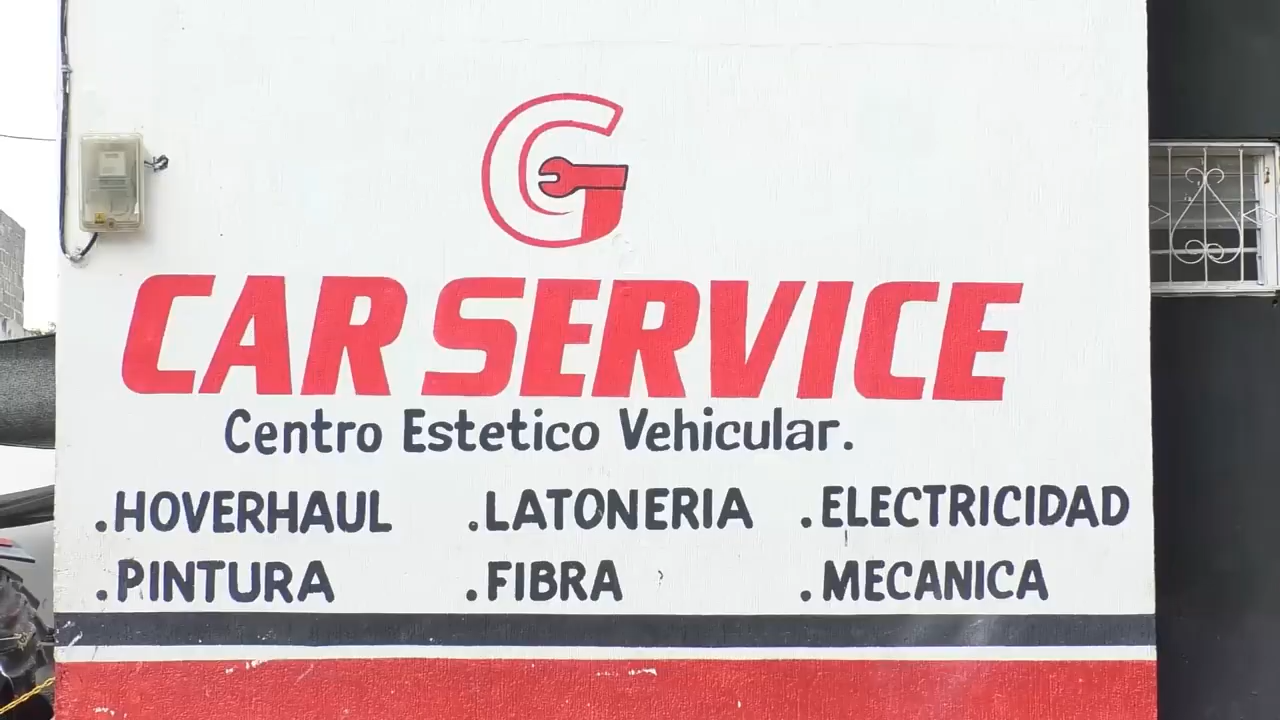 G
CAR SERVICE
Centro Estetico Vehicular.
.HOVERHAUL .LATONERIA .ELECTRICIDAD
.PINTURA .FIBRA .MECANICA